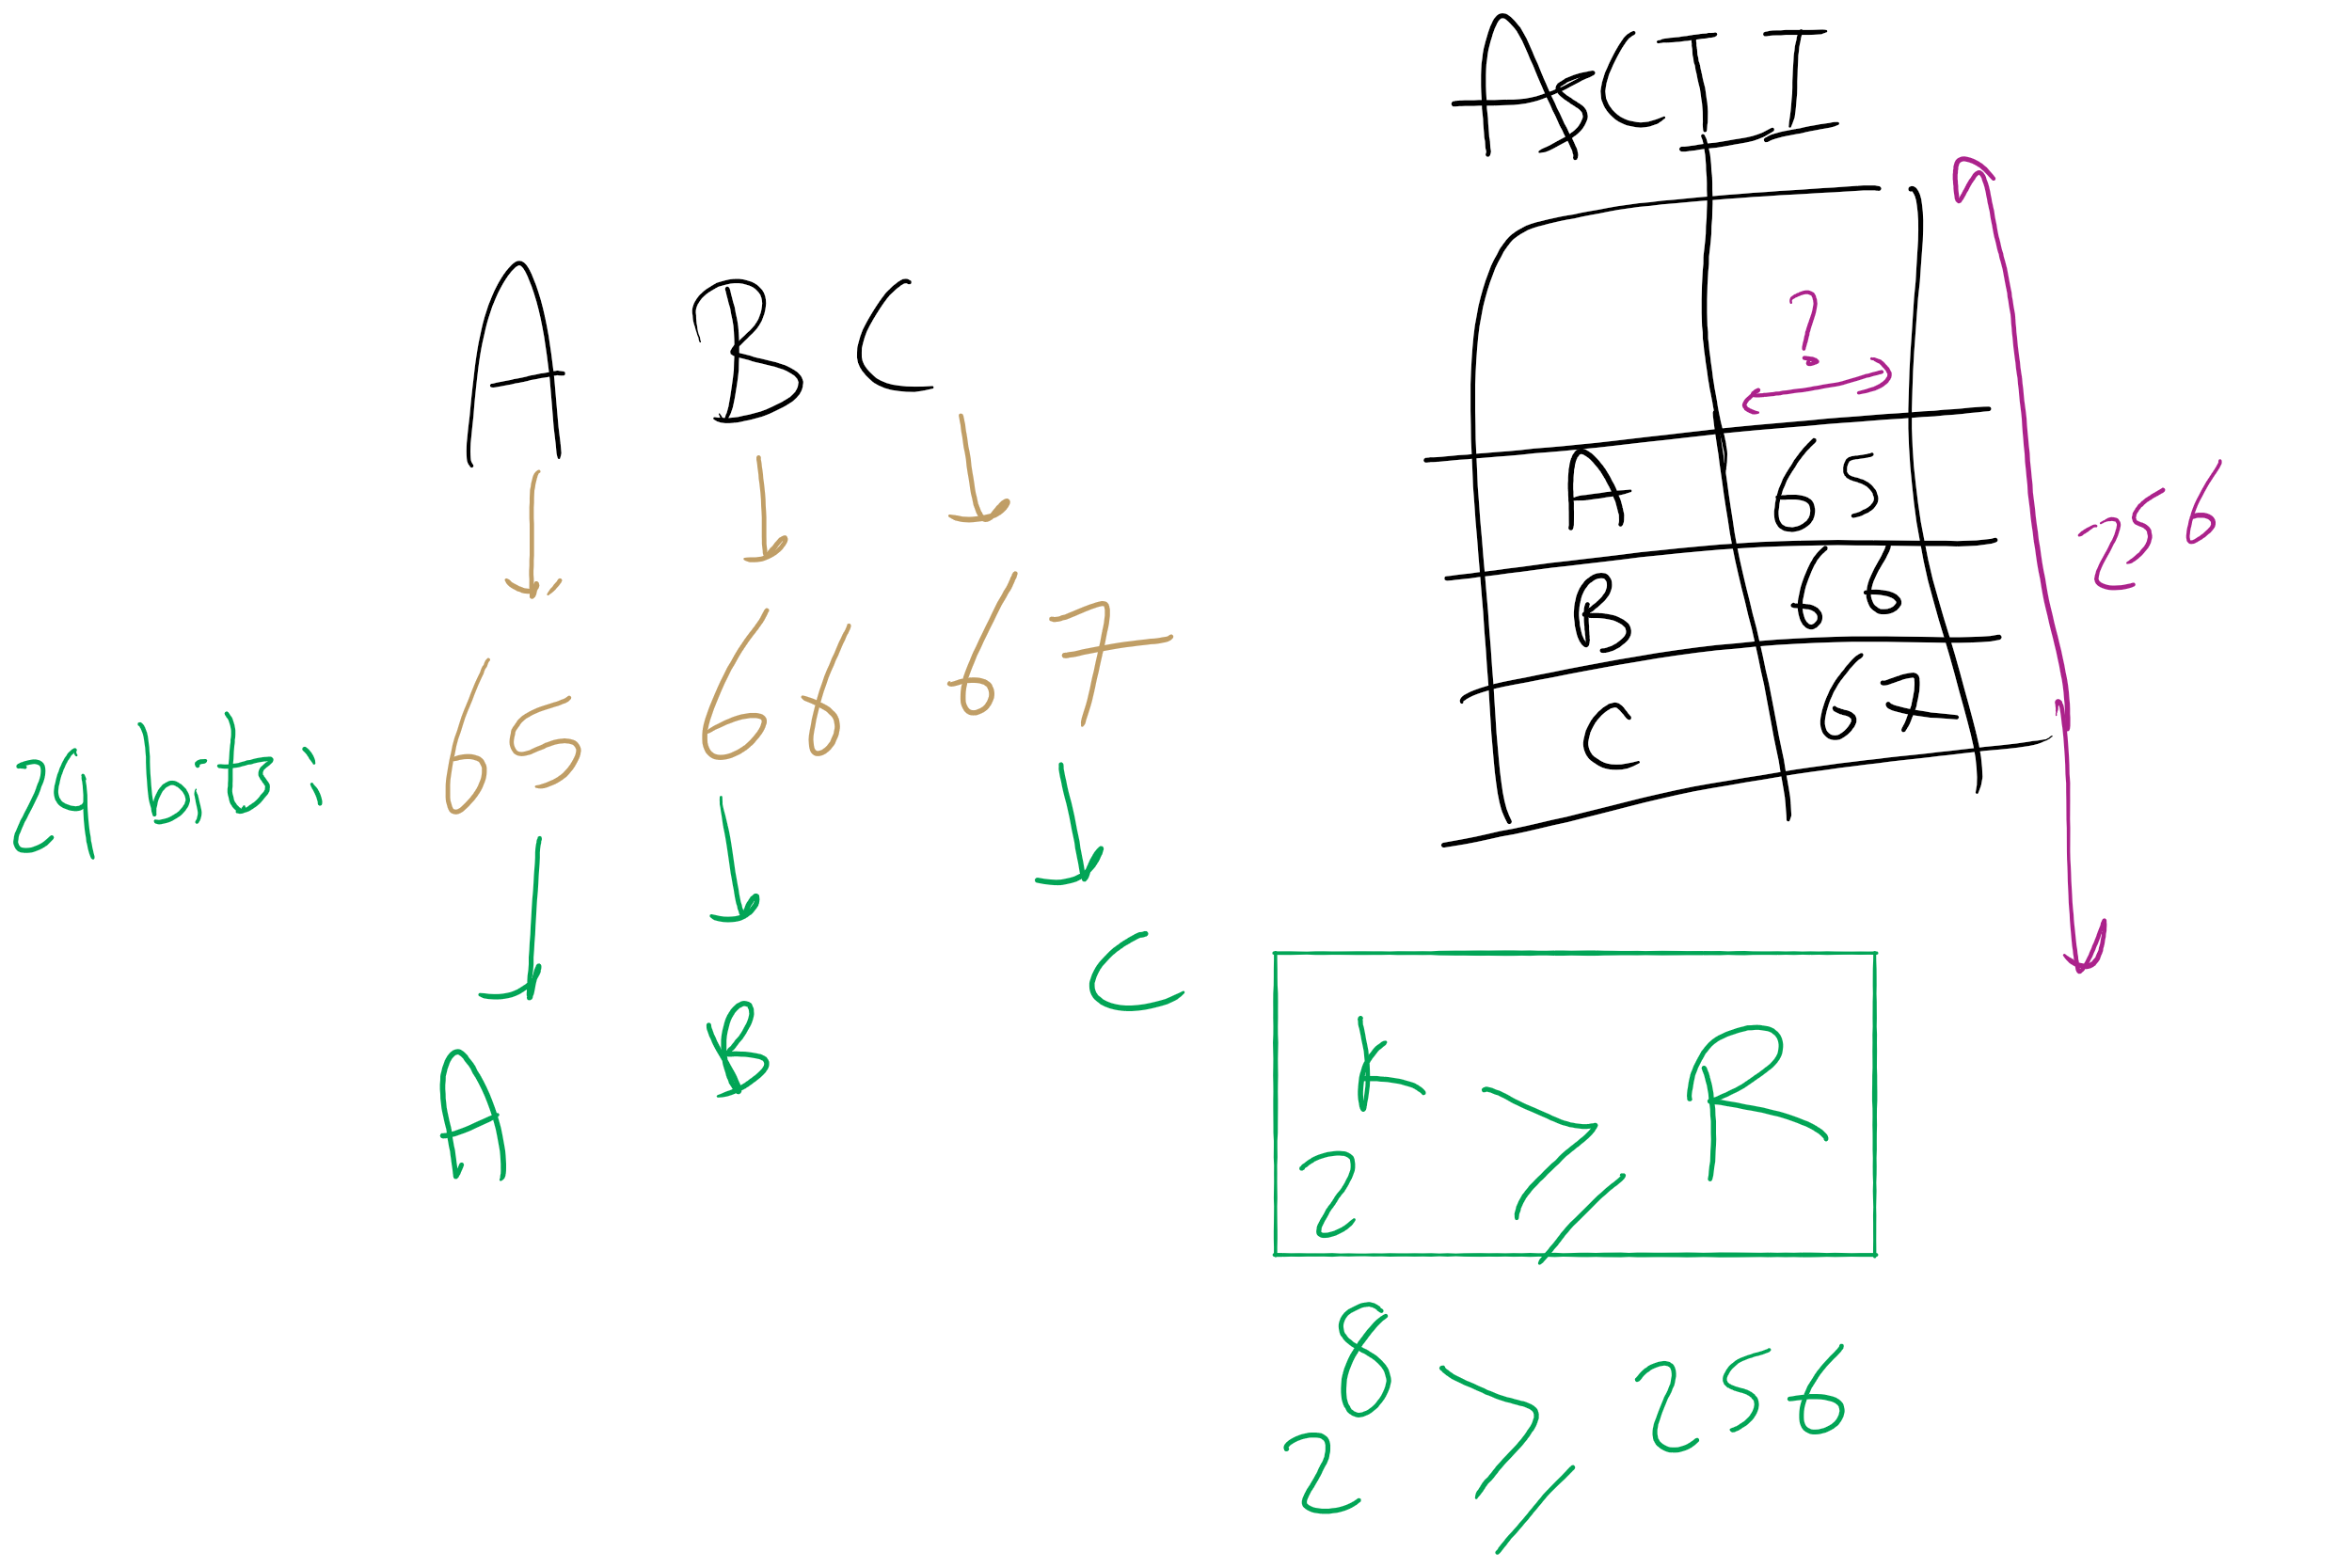 ASCII
A B C
?
A 65
B 66
C 67
256
65 66 67
24 bits;
A B C
2^K ≥ R
2^8 ≥ 256